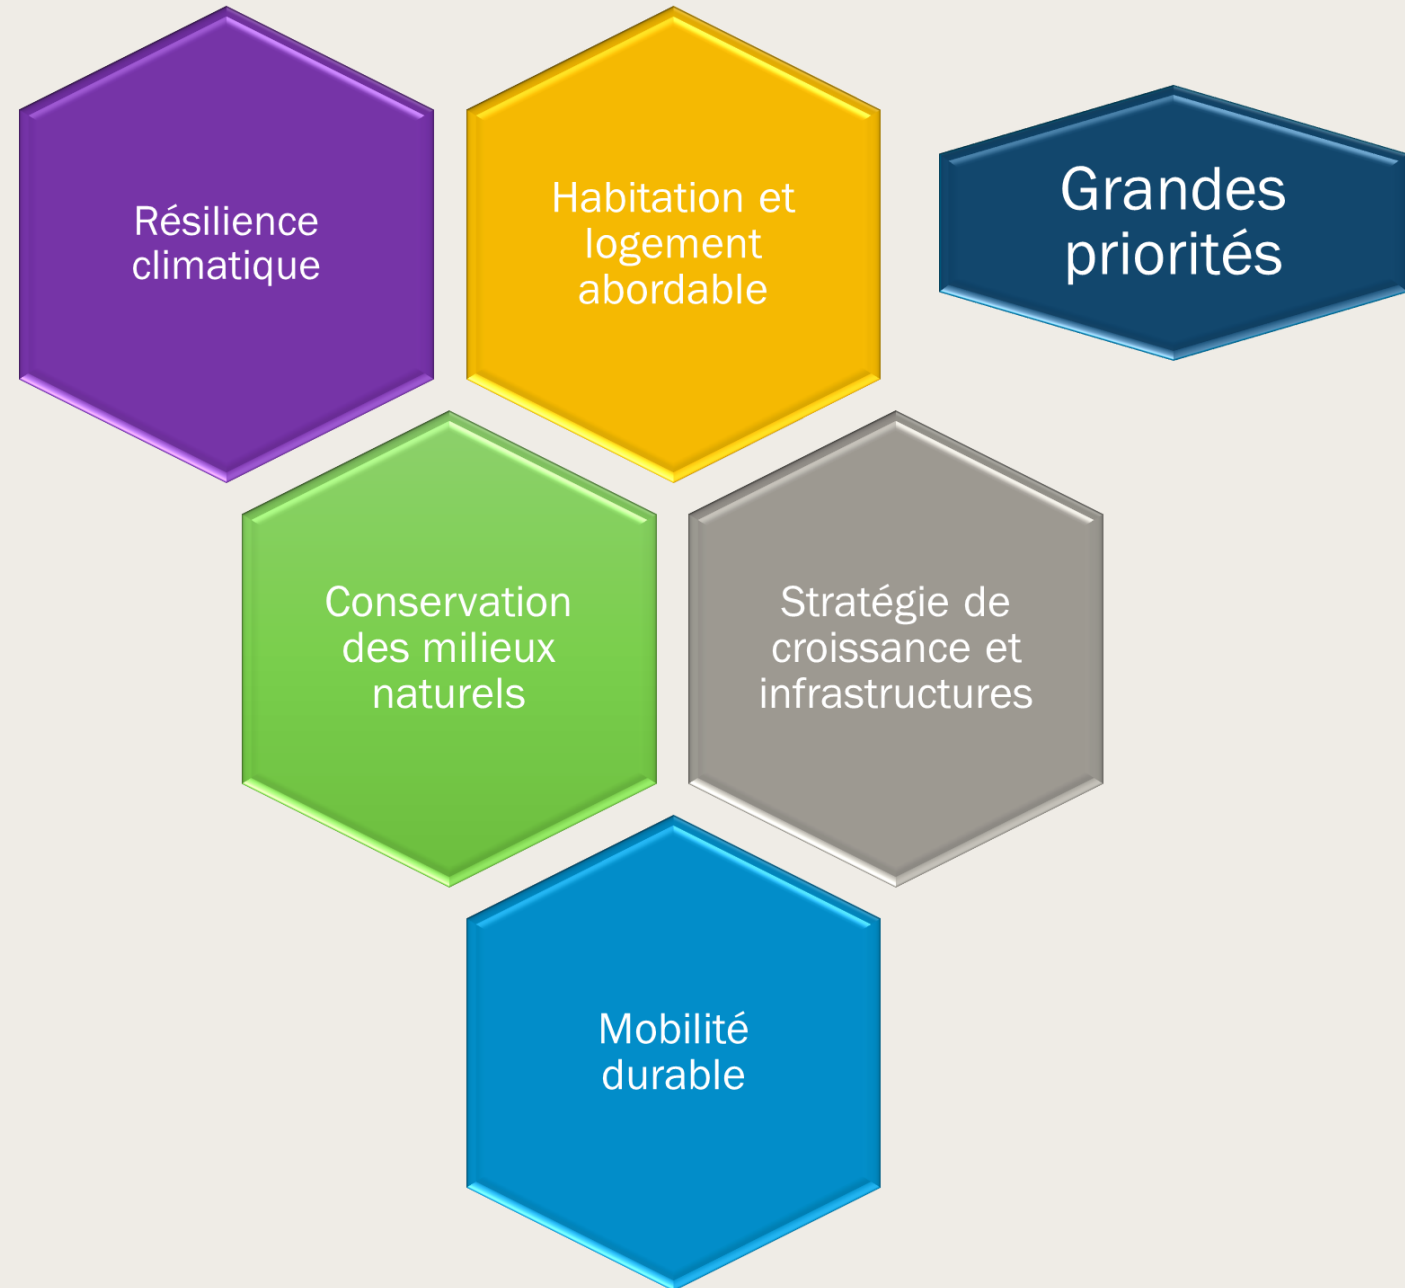 Résilience
climatique
Habitation et
logement
abordable
Grandes
priorités
Conservation
des milieux
naturels
Stratégie de
croissance et
infrastructures
Mobilité
durable